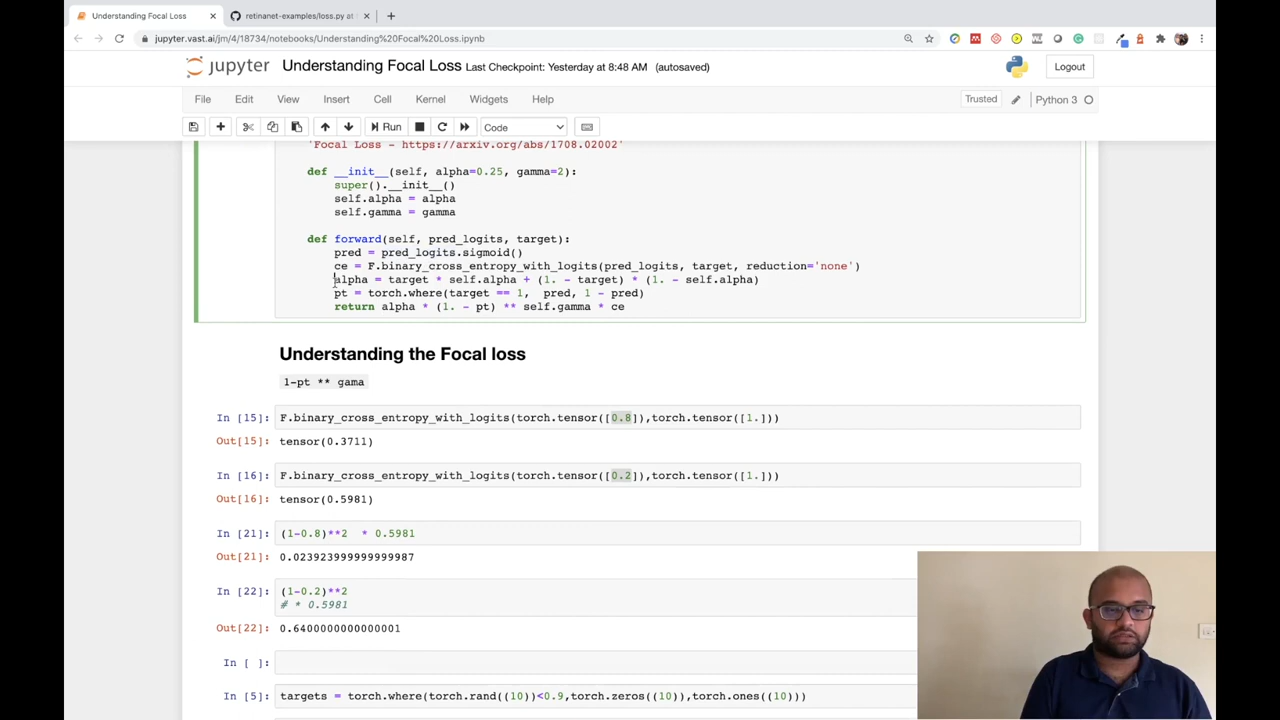 Understanding Focal Loss
retinanet-examples/loss.py at
jupyter.vast.ai/jm/4/18734/notebooks/Understanding%20Focal%20Loss.ipynb
jupyter Understanding Focal Loss Last Checkpoint: Yesterday at 8:48 AM (autosaved)
Logout
File Edit View Insert Cell Kernel Widgets Help
Trusted
Python 3
Run
Code
'Focal Loss - https://arxiv.org/abs/1708.02002'
def __init__(self, alpha=0.25, gamma=2):
super().__init__()
self.alpha = alpha
self.gamma = gamma
def forward(self, pred_logits, target):
pred = pred_logits.sigmoid()
ce = F.binary_cross_entropy_with_logits(pred_logits, target, reduction='none')
alpha = target * self.alpha + (1. - target) * (1. - self.alpha)
pt = torch.where(target == 1, pred, 1 - pred)
return alpha * (1. - pt) ** self.gamma * ce
Understanding the Focal loss
1-pt ** gama
In [15]: F.binary_cross_entropy_with_logits(torch.tensor([0.8]),torch.tensor([1.]))
Out[15]: tensor(0.3711)
In [16]: F.binary_cross_entropy_with_logits(torch.tensor([0.2]),torch.tensor([1.]))
Out[16]: tensor(0.5981)
In [21]: (1-0.8)**2 * 0.5981
Out[21]: 0.023923999999999987
In [22]: (1-0.2)**2
# * 0.5981
Out[22]: 0.6400000000000001
In [ ]:
In [5]: targets = torch.where(torch.rand((10))<0.9,torch.zeros((10)),torch.ones((10)))